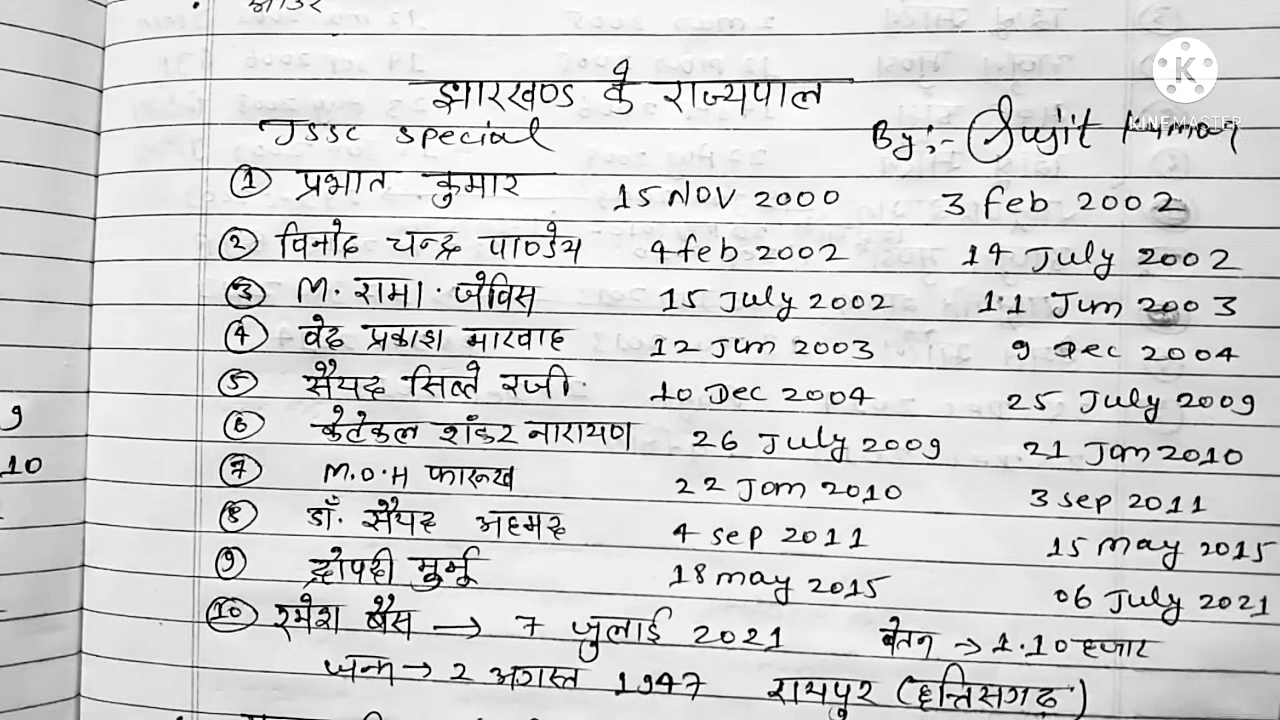 झारखण्ड के राज्यपाल
JSSC Special
By:- Sujit Kumar
K
KINEMASTER
① प्रभात कुमार 15 NOV 2000 3 feb 2002
② विनोद चन्द्र पाण्डेय 4 feb 2002 14 July 2002
③ M. रामा. जोविस 15 July 2002 11 Jun 2003
④ वेद प्रकाश मारवाह 12 Jun 2003 9 Dec 2004
⑤ सैयद सिब्ते रजी. 10 Dec 2004 25 July 2009
⑥ केटेकल शंकर नारायण 26 July 2009 21 Jan 2010
9
⑦ M.O.H फारूख 22 Jan 2010 3 sep 2011
10
⑧ डॉ. सैयद अहमद 4 sep 2011 15 may 2015
⑨ द्रोपदी मुर्मू 18 may 2015 06 July 2021
⑩ रमेश बैस → 7 जुलाई 2021 वेतन → 1.10 हजार
जन्म → 2 अगस्त 1947 रायपुर (छत्तिसगढ़)